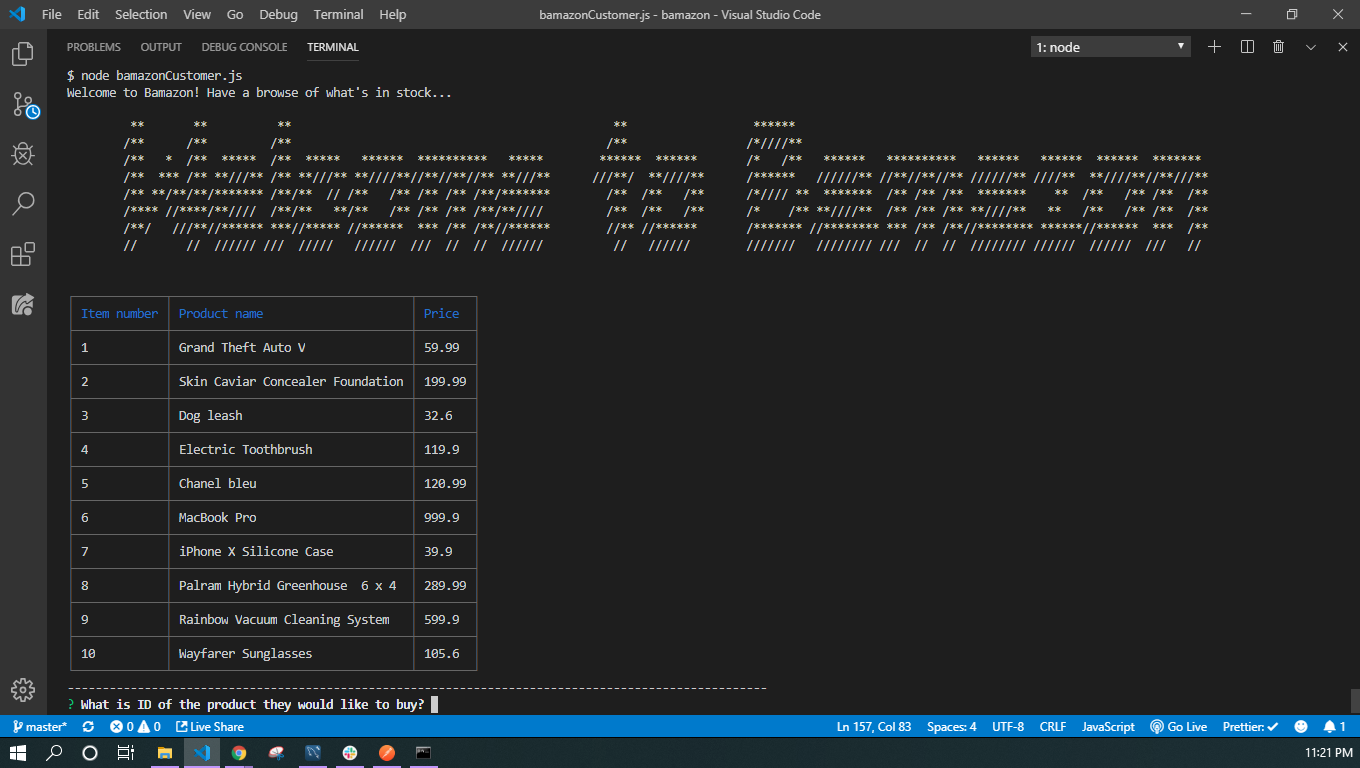 File Edit Selection View Go Debug Terminal Help bamazonCustomer.js - bamazon - Visual Studio Code
PROBLEMS OUTPUT DEBUG CONSOLE TERMINAL 1: node
$ node bamazonCustomer.js
Welcome to Bamazon! Have a browse of what's in stock...
Welcome to Bamazon
Item number Product name Price
1 Grand Theft Auto V 59.99
2 Skin Caviar Concealer Foundation 199.99
3 Dog leash 32.6
4 Electric Toothbrush 119.9
5 Chanel bleu 120.99
6 MacBook Pro 999.9
7 iPhone X Silicone Case 39.9
8 Palram Hybrid Greenhouse 6 x 4 289.99
9 Rainbow Vacuum Cleaning System 599.9
10 Wayfarer Sunglasses 105.6
----------------------------------------------------------------------------------------------------
? What is ID of the product they would like to buy?
master* 0 0 Live Share Ln 157, Col 83 Spaces: 4 UTF-8 CRLF JavaScript Go Live Prettier: ✓ 1
11:21 PM